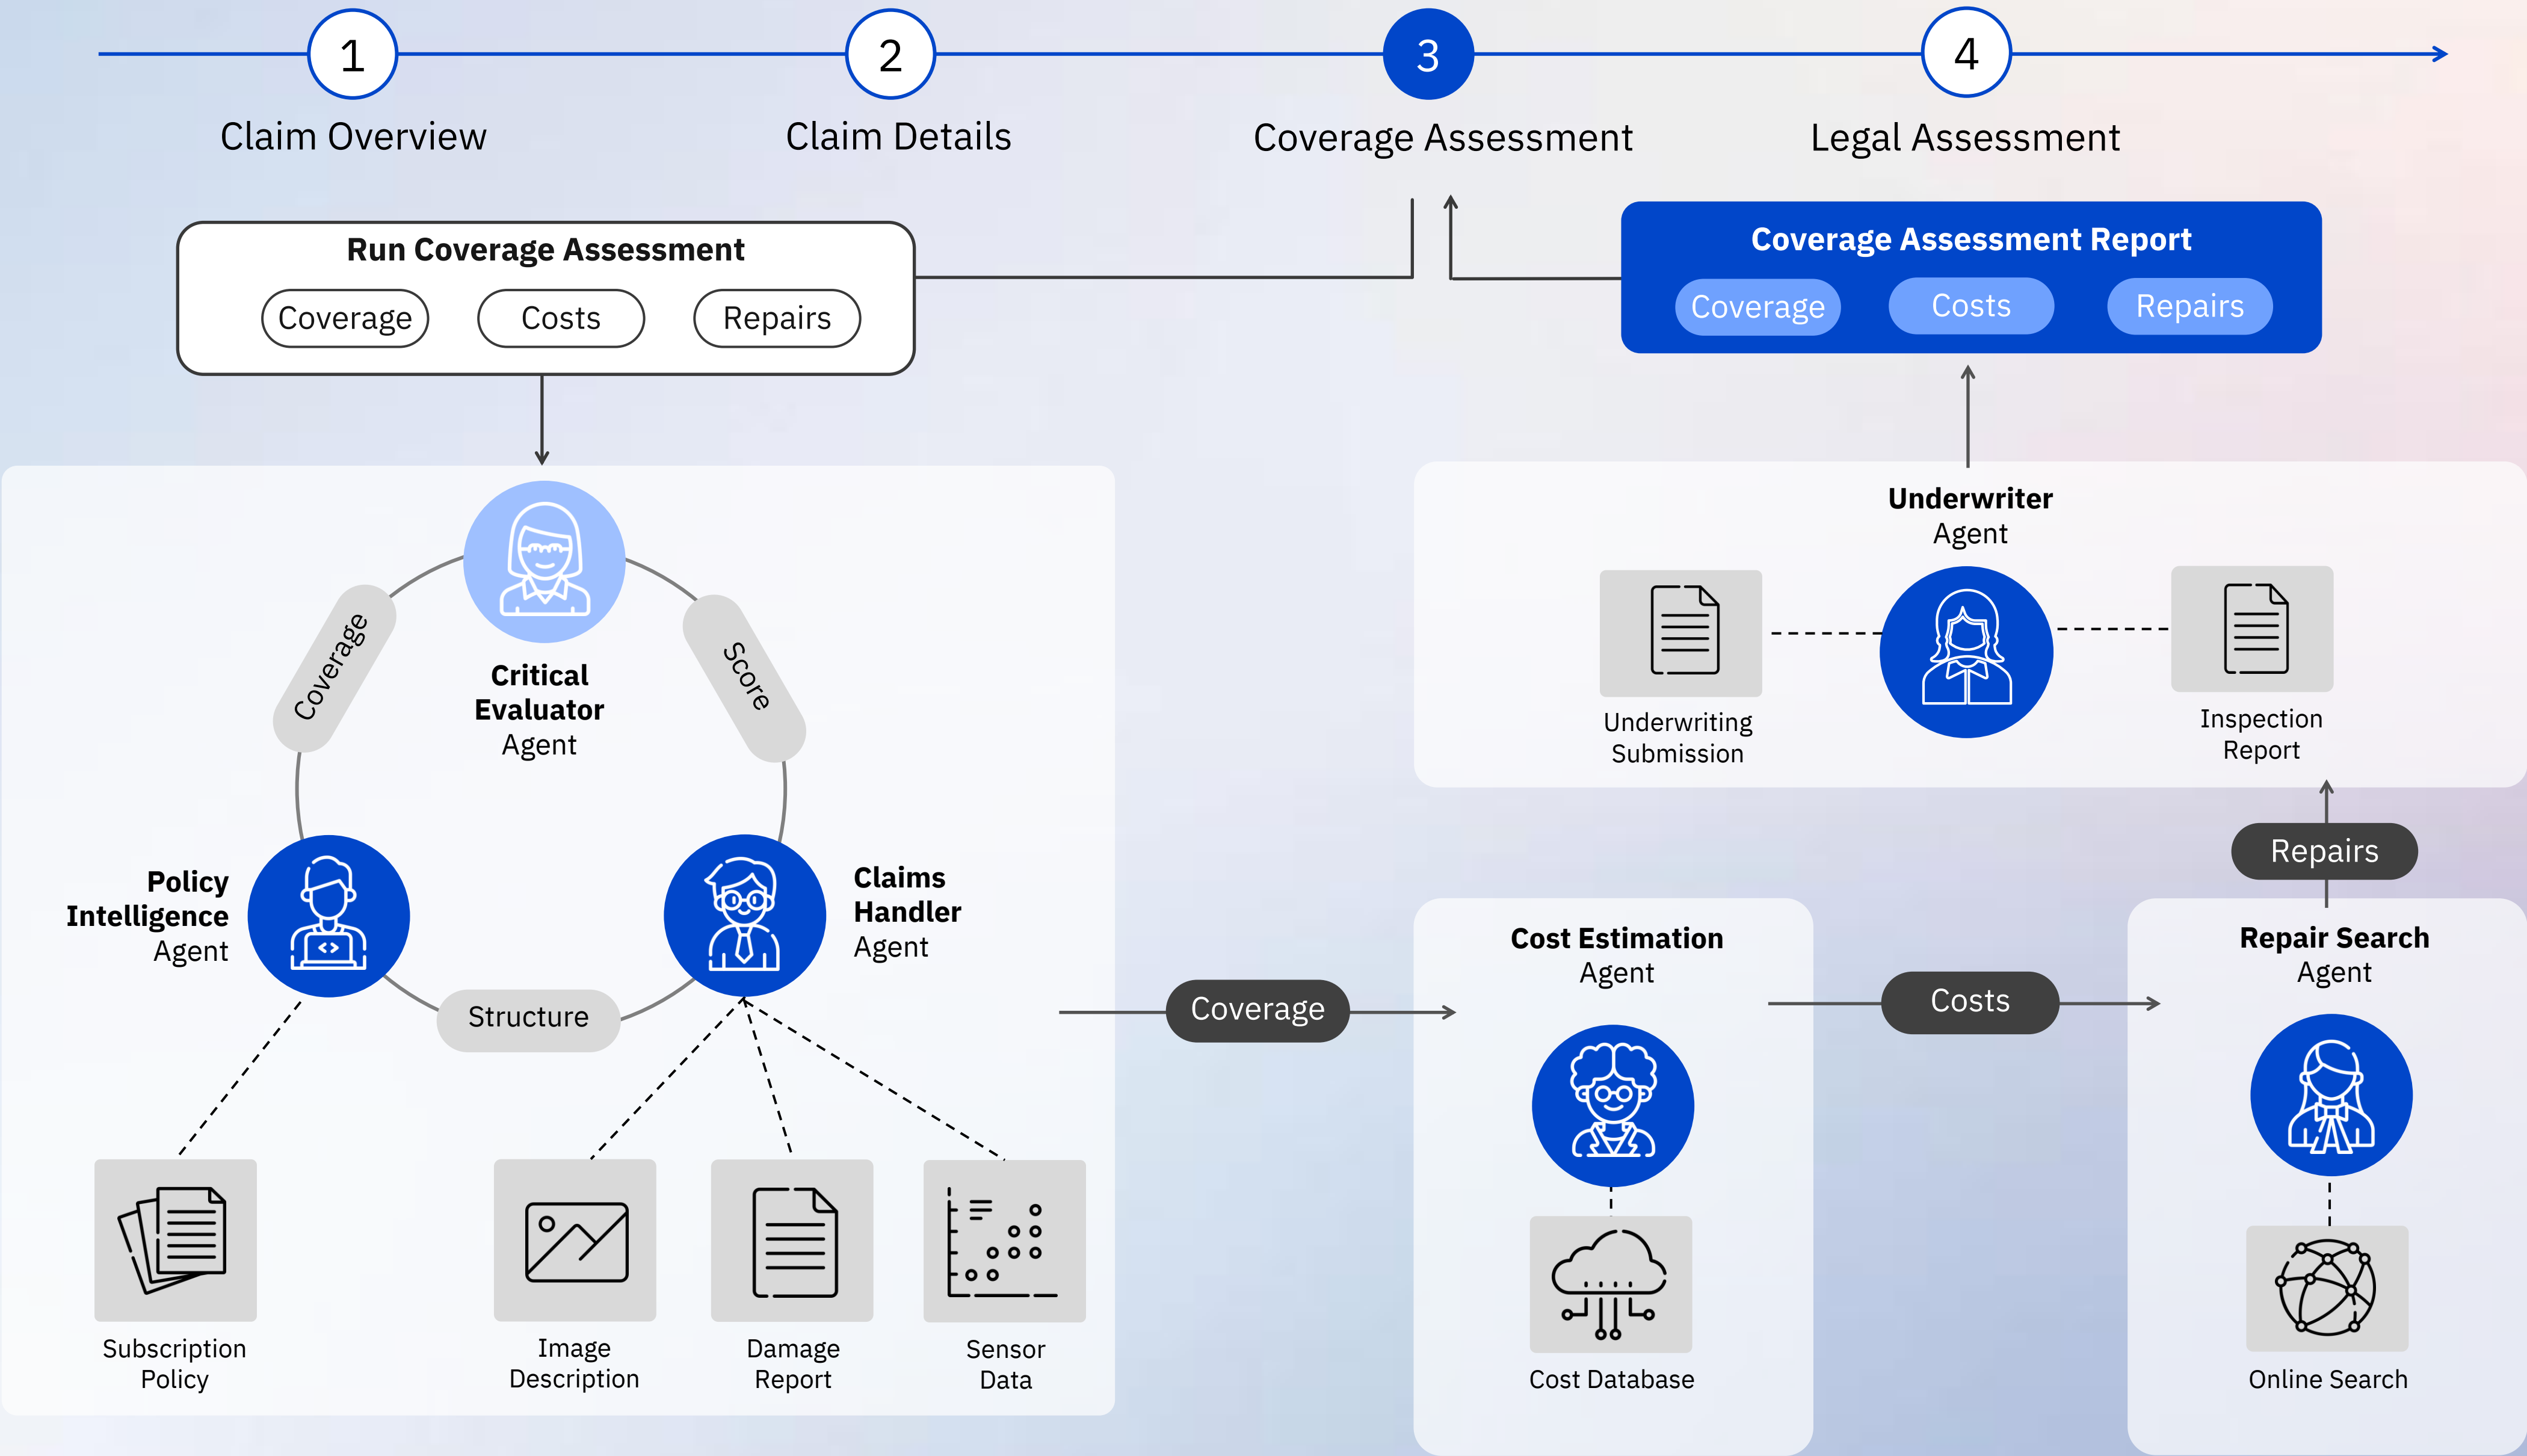 1
2
3
4
Claim Overview
Claim Details
Coverage Assessment
Legal Assessment
Run Coverage Assessment
Coverage
Costs
Repairs
Coverage Assessment Report
Coverage
Costs
Repairs
Coverage
Score
Critical
Evaluator
Agent
Policy
Intelligence
Agent
Claims
Handler
Agent
Structure
Subscription
Policy
Image
Description
Damage
Report
Sensor
Data
Coverage
Cost Estimation
Agent
Cost Database
Costs
Repair Search
Agent
Online Search
Repairs
Underwriter
Agent
Underwriting
Submission
Inspection
Report